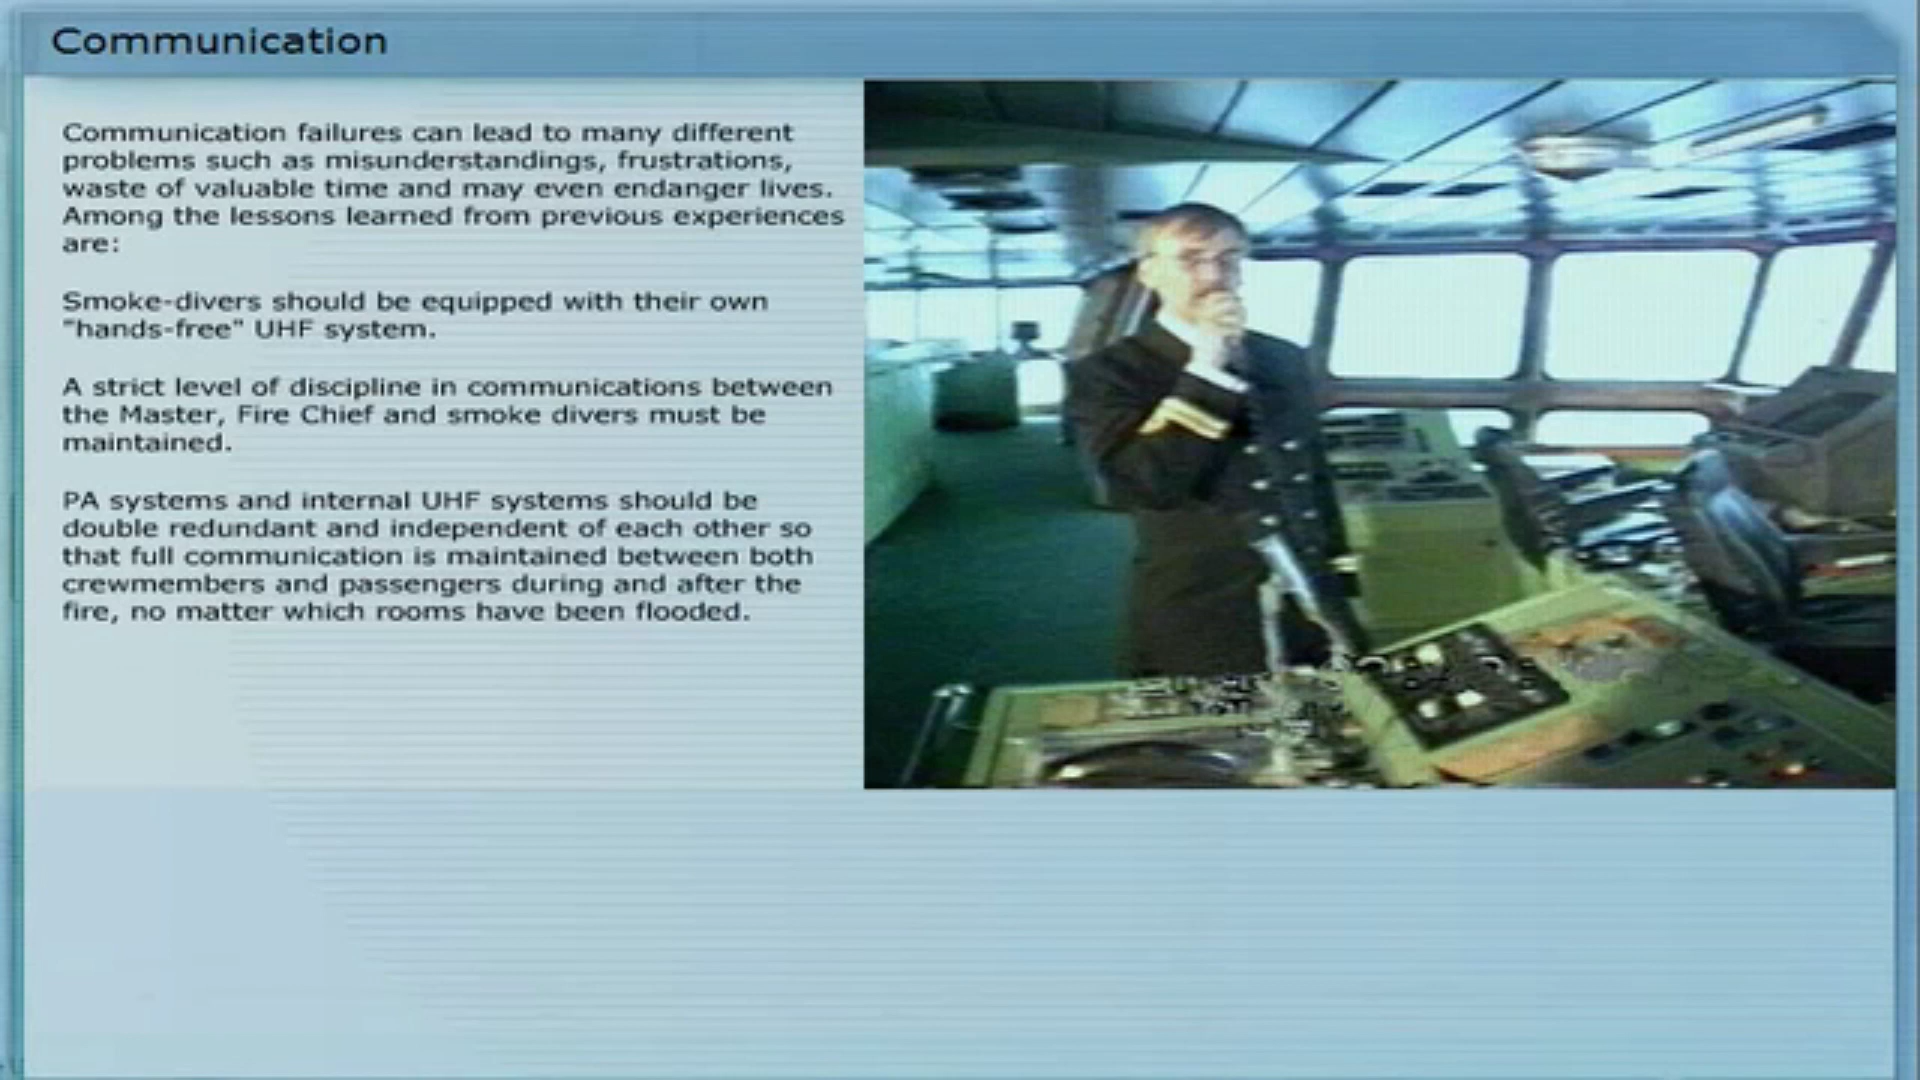 Communication
Communication failures can lead to many different
problems such as misunderstandings, frustrations,
waste of valuable time and may even endanger lives.
Among the lessons learned from previous experiences
are:
Smoke-divers should be equipped with their own
"hands-free" UHF system.
A strict level of discipline in communications between
the Master, Fire Chief and smoke divers must be
maintained.
PA systems and internal UHF systems should be
double redundant and independent of each other so
that full communication is maintained between both
crewmembers and passengers during and after the
fire, no matter which rooms have been flooded.